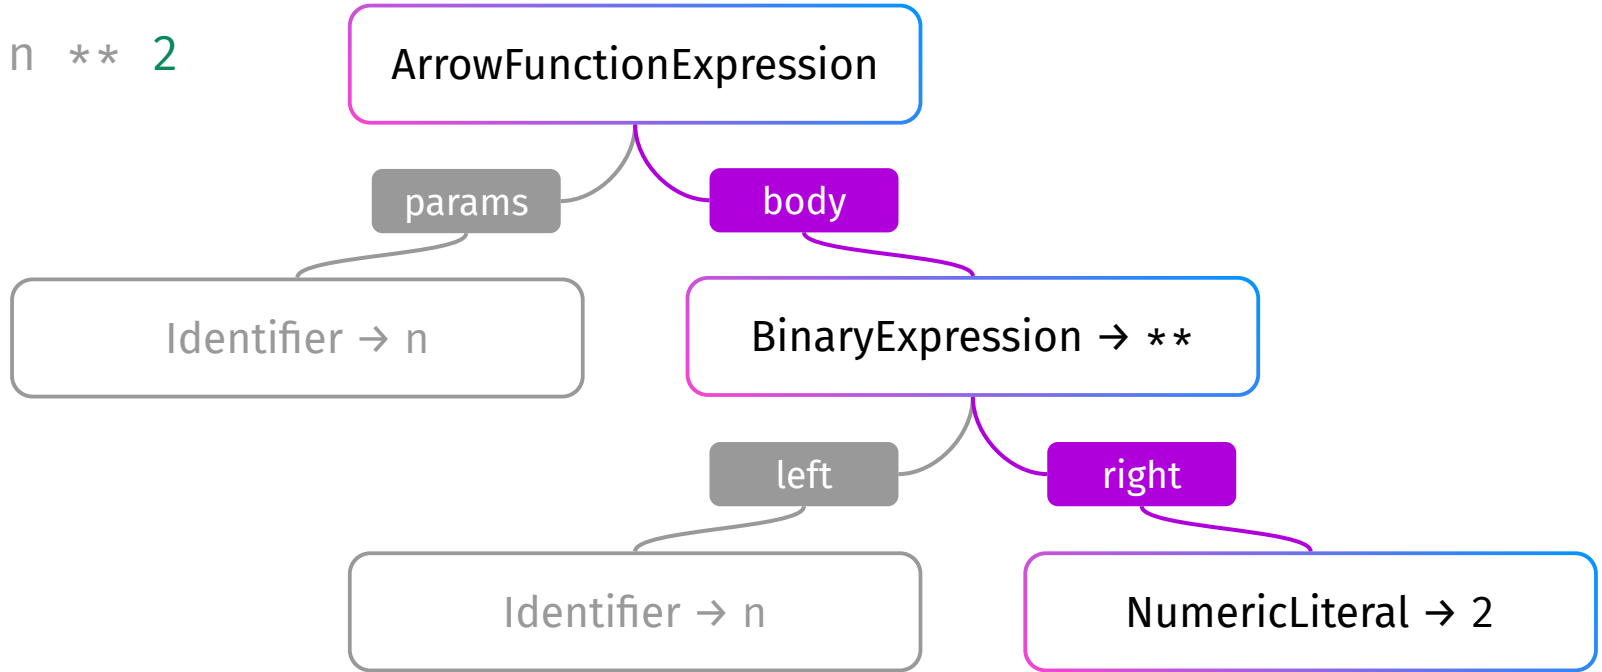 n ** 2
ArrowFunctionExpression
params
body
Identifier → n
BinaryExpression → **
left
right
Identifier → n
NumericLiteral → 2